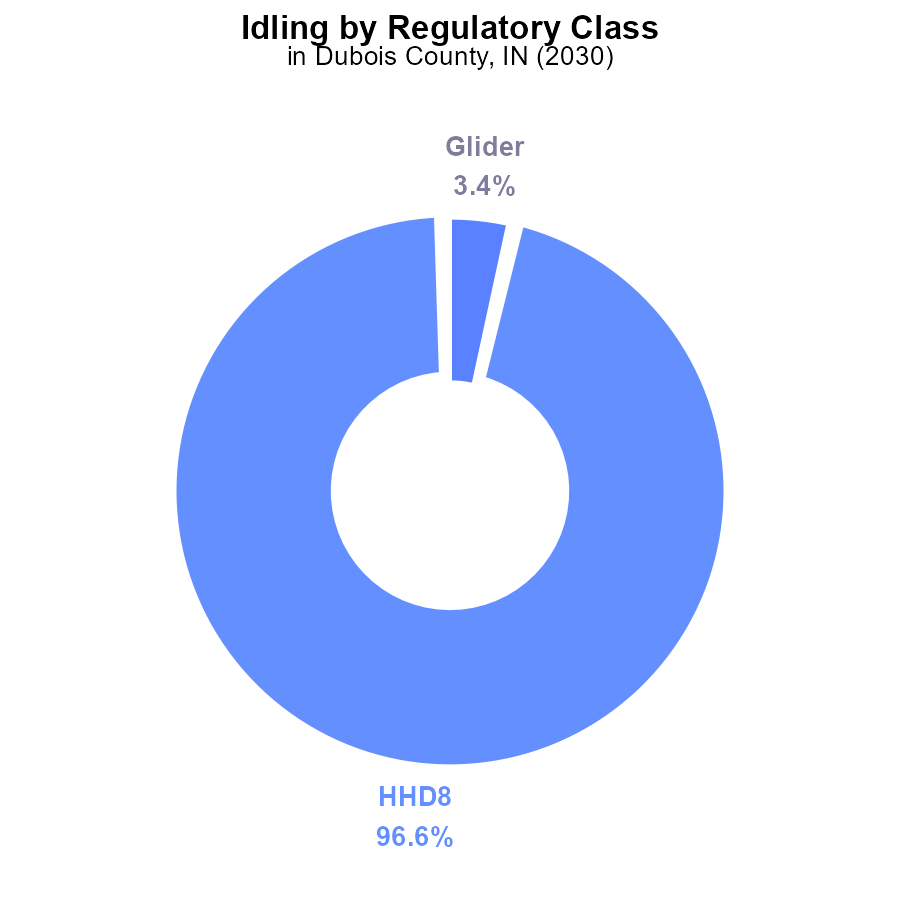 Idling by Regulatory Class
in Dubois County, IN (2030)
Glider
3.4%
HHD8
96.6%